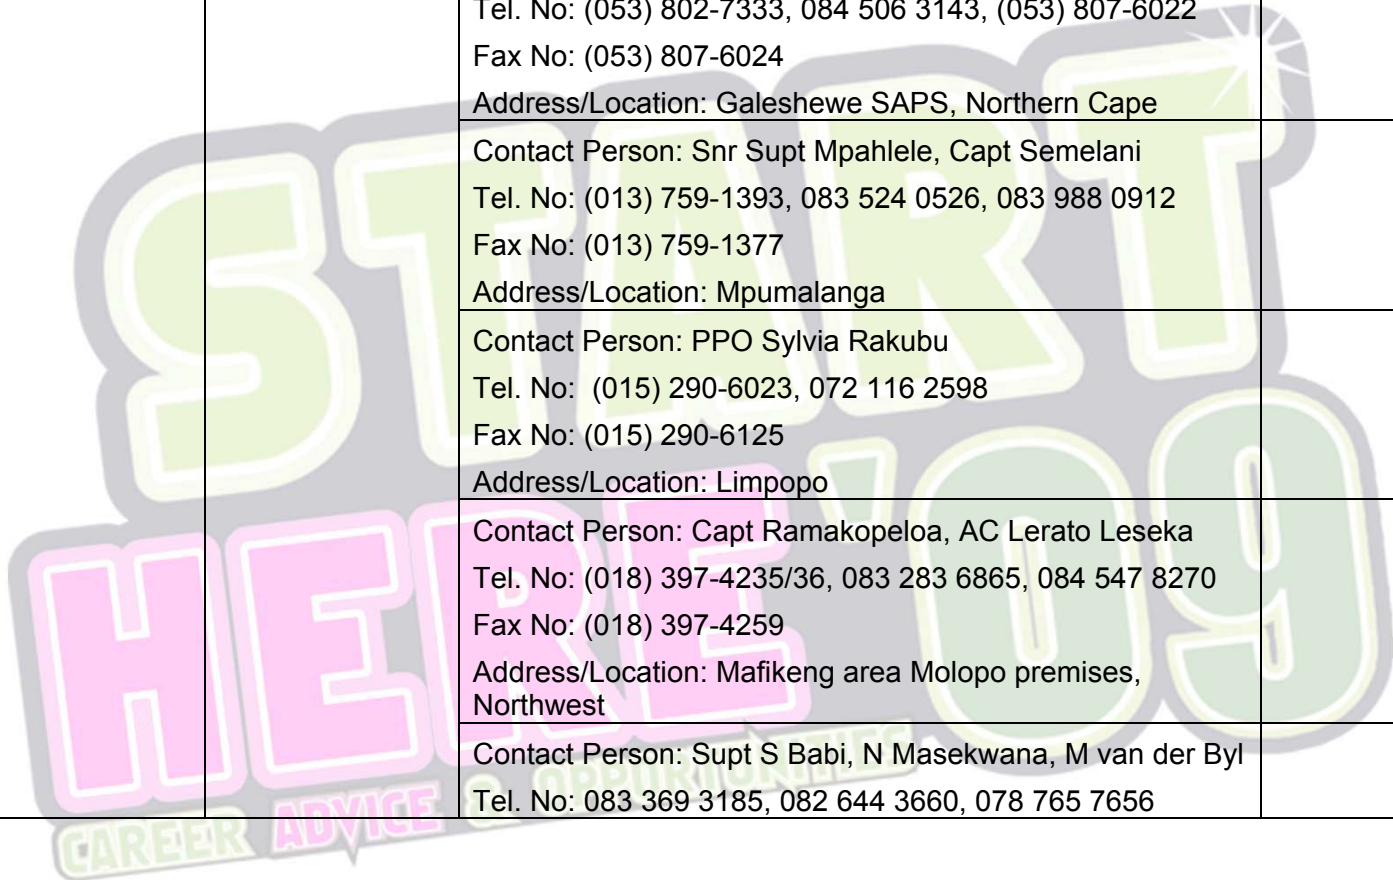 Tel. No: (053) 802-7333, 084 506 3143, (053) 807-6022
Fax No: (053) 807-6024
Address/Location: Galeshewe SAPS, Northern Cape
Contact Person: Snr Supt Mpahlele, Capt Semelani
Tel. No: (013) 759-1393, 083 524 0526, 083 988 0912
Fax No: (013) 759-1377
Address/Location: Mpumalanga
Contact Person: PPO Sylvia Rakubu
Tel. No:  (015) 290-6023, 072 116 2598
Fax No: (015) 290-6125
Address/Location: Limpopo
Contact Person: Capt Ramakopeloa, AC Lerato Leseka
Tel. No: (018) 397-4235/36, 083 283 6865, 084 547 8270
Fax No: (018) 397-4259
Address/Location: Mafikeng area Molopo premises,
Northwest
Contact Person: Supt S Babi, N Masekwana, M van der Byl
Tel. No: 083 369 3185, 082 644 3660, 078 765 7656
START
HERE '09
CAREER ADVICE & OPPORTUNITIES